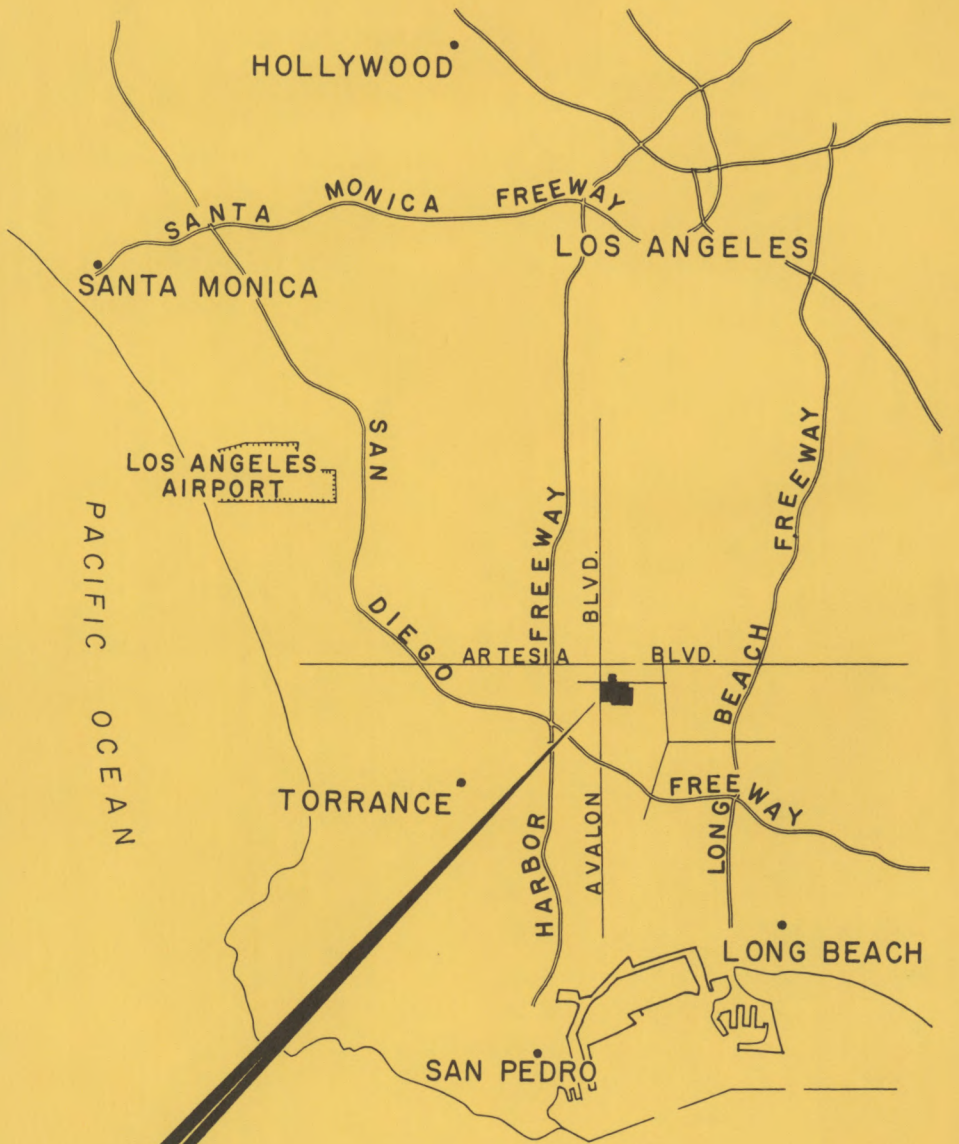 HOLLYWOOD
SANTA MONICA FREEWAY
LOS ANGELES
SANTA MONICA
SAN DIEGO FREEWAY
LOS ANGELES
AIRPORT
PACIFIC OCEAN
HARBOR FREEWAY
AVALON BLVD.
LONG BEACH FREEWAY
ARTESIA BLVD.
TORRANCE
LONG BEACH
SAN PEDRO